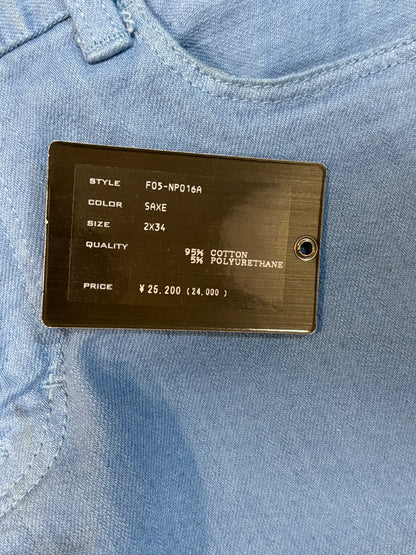 STYLE F05-NP016A
COLOR SAXE
SIZE 2X34
QUALITY
95% COTTON
5% POLYURETHANE
PRICE ¥25,200 (24,000)